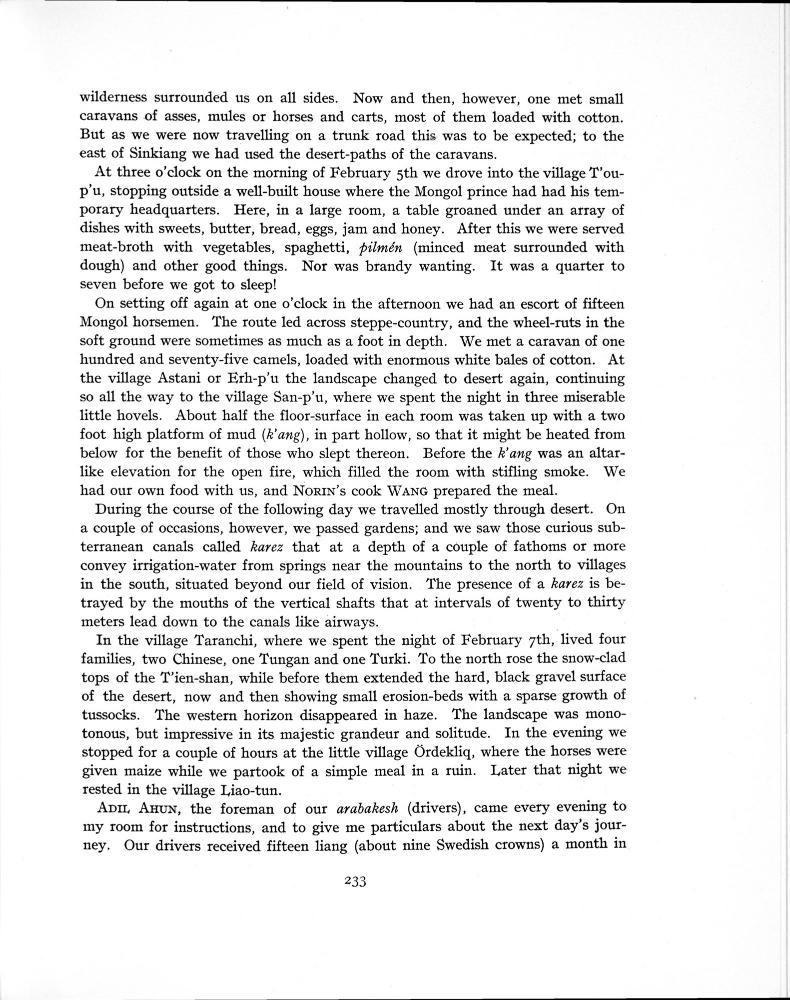 wilderness surrounded us on all sides. Now and then, however, one met small
caravans of asses, mules or horses and carts, most of them loaded with cotton.
But as we were now travelling on a trunk road this was to be expected; to the
east of Sinkiang we had used the desert-paths of the caravans.
At three o'clock on the morning of February 5th we drove into the village T'ou-
p'u, stopping outside a well-built house where the Mongol prince had had his tem-
porary headquarters. Here, in a large room, a table groaned under an array of
dishes with sweets, butter, bread, eggs, jam and honey. After this we were served
meat-broth with vegetables, spaghetti, pilmén (minced meat surrounded with
dough) and other good things. Nor was brandy wanting. It was a quarter to
seven before we got to sleep!
On setting off again at one o'clock in the afternoon we had an escort of fifteen
Mongol horsemen. The route led across steppe-country, and the wheel-ruts in the
soft ground were sometimes as much as a foot in depth. We met a caravan of one
hundred and seventy-five camels, loaded with enormous white bales of cotton. At
the village Astani or Erh-p'u the landscape changed to desert again, continuing
so all the way to the village San-p'u, where we spent the night in three miserable
little hovels. About half the floor-surface in each room was taken up with a two
foot high platform of mud (k'ang), in part hollow, so that it might be heated from
below for the benefit of those who slept thereon. Before the k'ang was an altar-
like elevation for the open fire, which filled the room with stifling smoke. We
had our own food with us, and NORIN's cook WANG prepared the meal.
During the course of the following day we travelled mostly through desert. On
a couple of occasions, however, we passed gardens; and we saw those curious sub-
terranean canals called karez that at a depth of a couple of fathoms or more
convey irrigation-water from springs near the mountains to the north to villages
in the south, situated beyond our field of vision. The presence of a karez is be-
trayed by the mouths of the vertical shafts that at intervals of twenty to thirty
meters lead down to the canals like airways.
In the village Taranchi, where we spent the night of February 7th, lived four
families, two Chinese, one Tungan and one Turki. To the north rose the snow-clad
tops of the T'ien-shan, while before them extended the hard, black gravel surface
of the desert, now and then showing small erosion-beds with a sparse growth of
tussocks. The western horizon disappeared in haze. The landscape was mono-
tonous, but impressive in its majestic grandeur and solitude. In the evening we
stopped for a couple of hours at the little village Ördekliq, where the horses were
given maize while we partook of a simple meal in a ruin. Later that night we
rested in the village Liao-tun.
ADIL AHUN, the foreman of our arabakesh (drivers), came every evening to
my room for instructions, and to give me particulars about the next day's jour-
ney. Our drivers received fifteen liang (about nine Swedish crowns) a month in
233